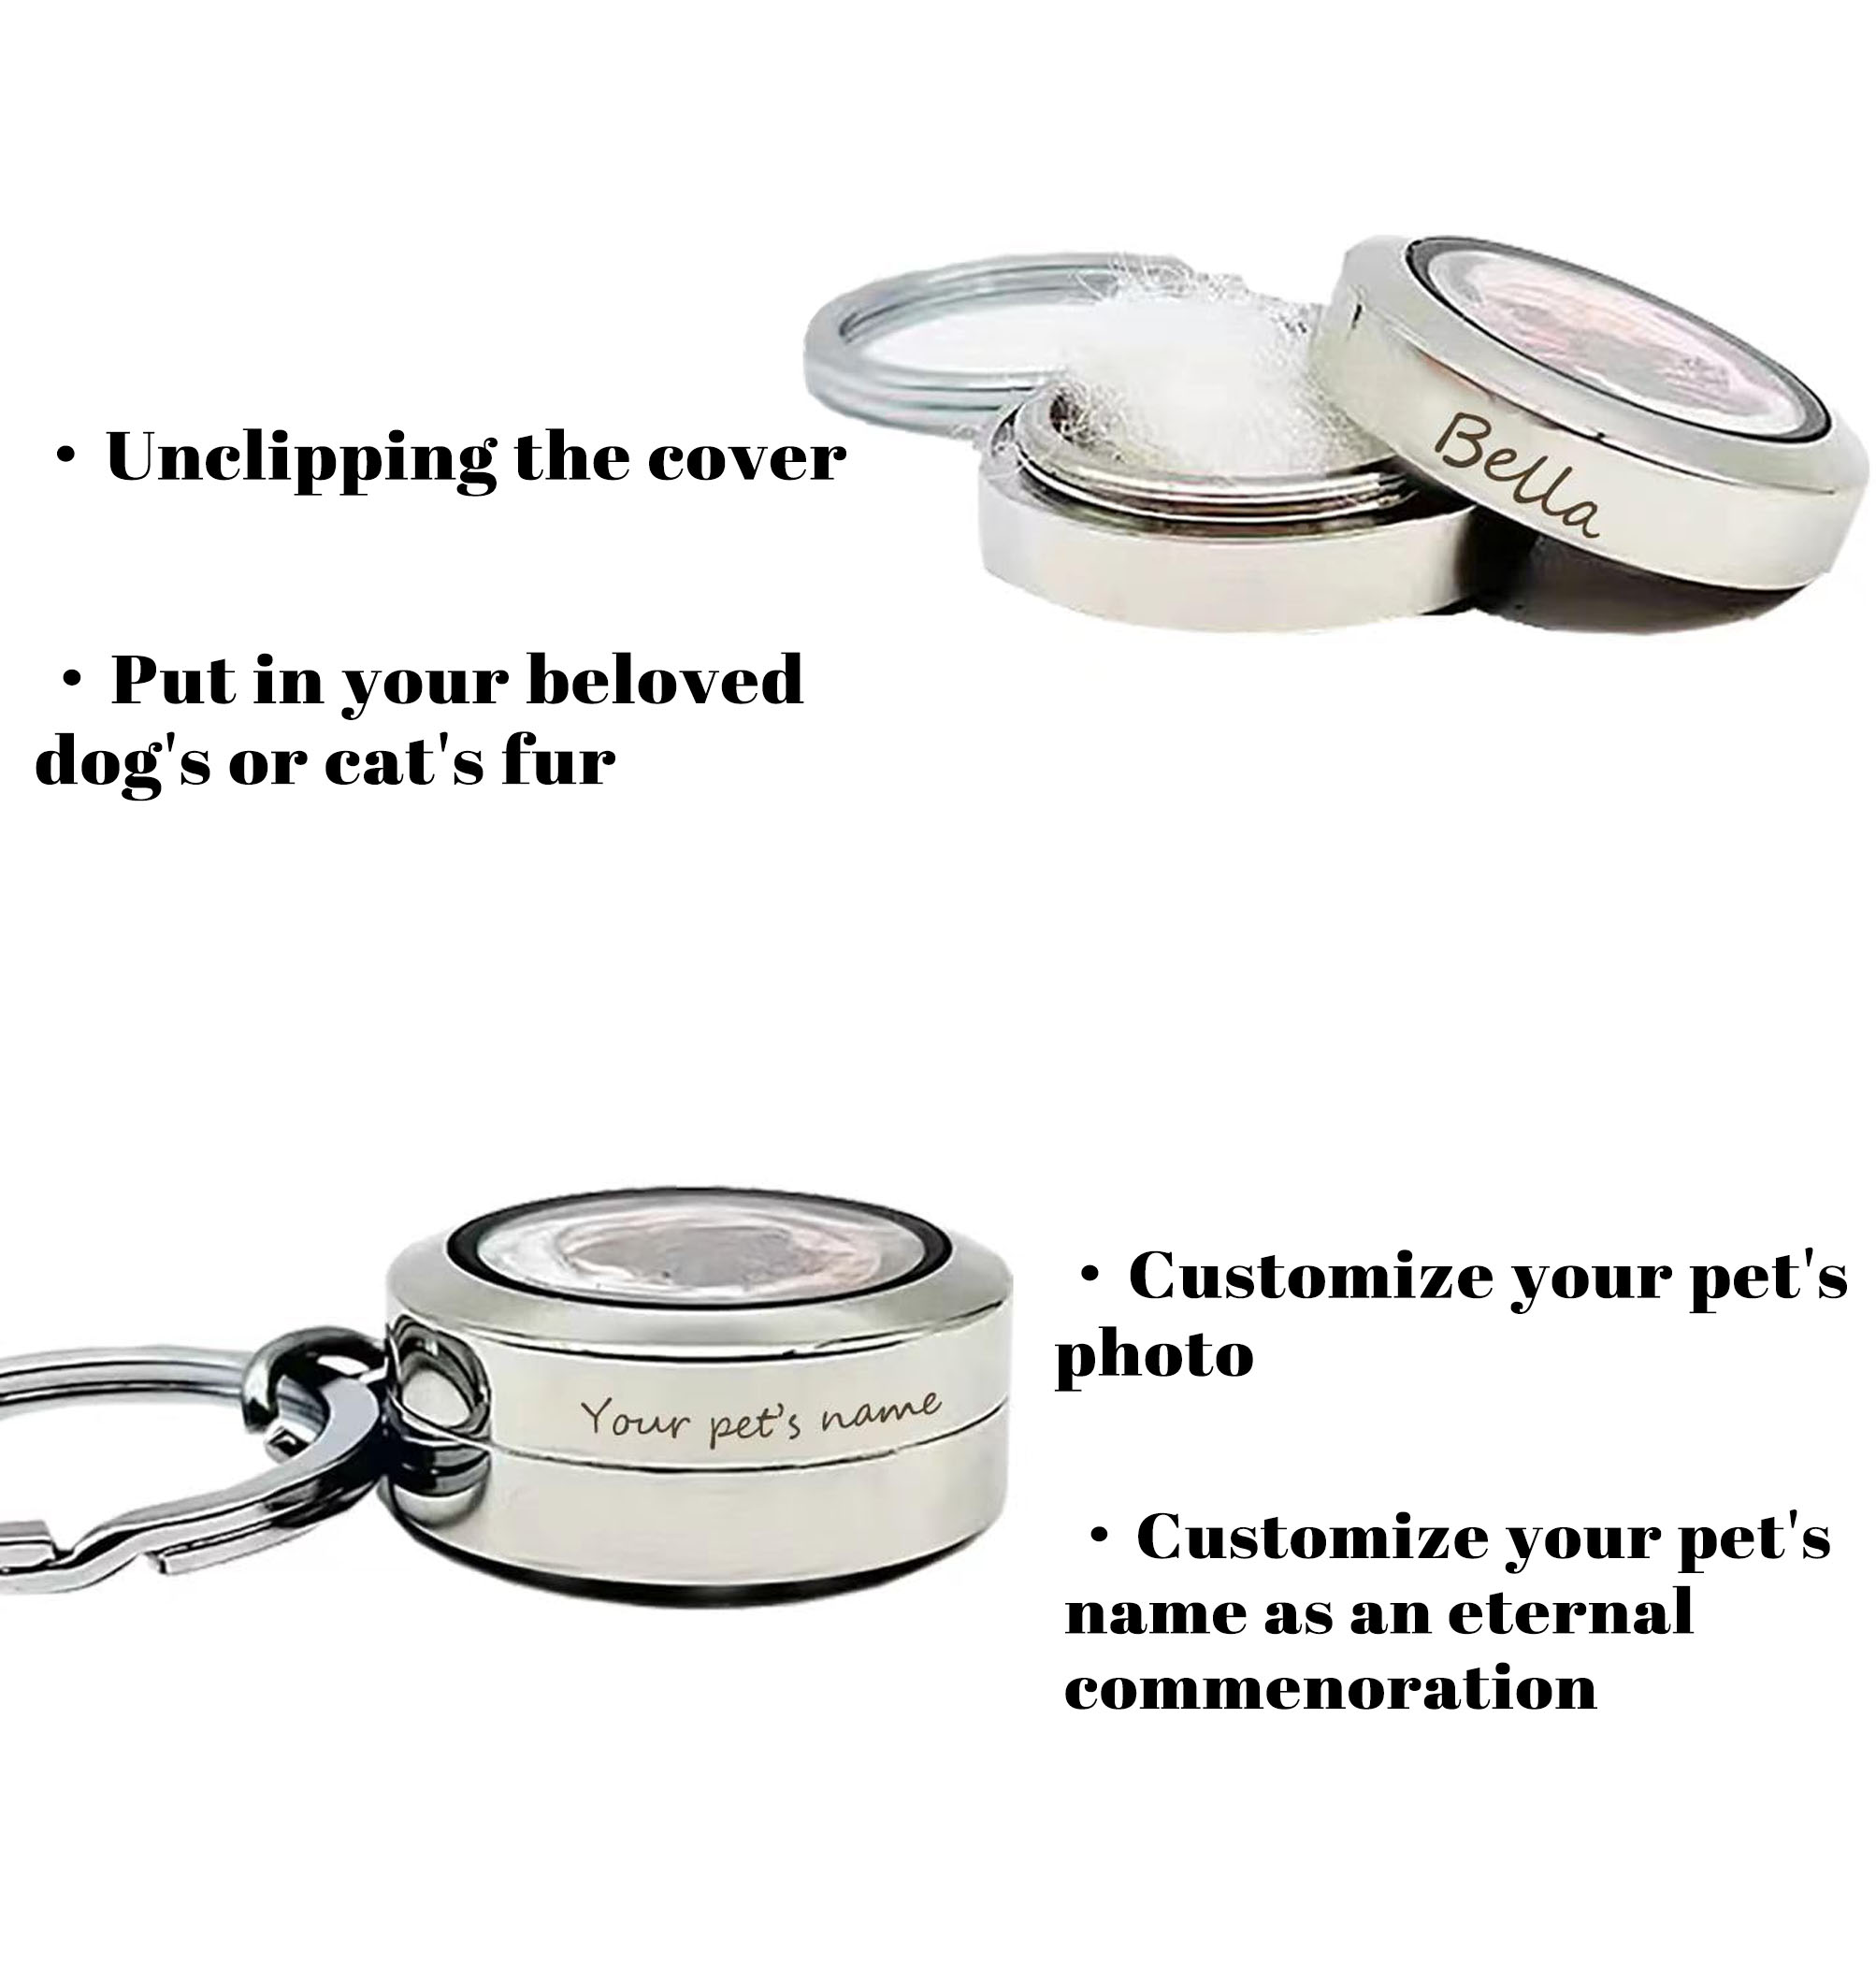 Bella
• Unclipping the cover
• Put in your beloved
dog's or cat's fur
Your pet's name
• Customize your pet's
photo
• Customize your pet's
name as an eternal
commenoration